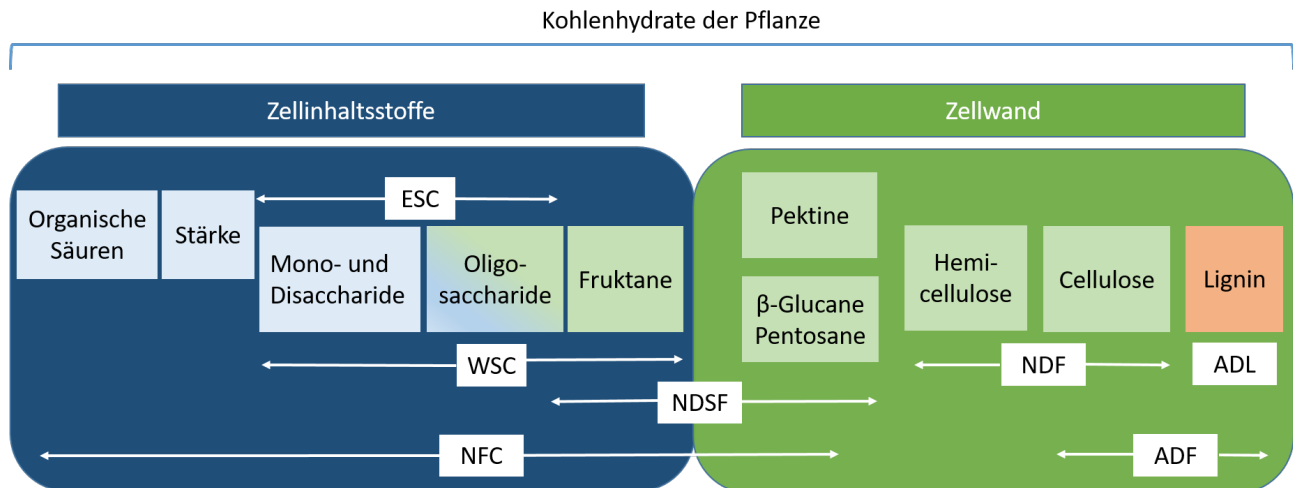 Kohlenhydrate der Pflanze
Zellinhaltsstoffe
Zellwand
ESC
Organische
Säuren
Stärke
Mono- und
Disaccharide
Oligo-
saccharide
Fruktane
Pektine
β-Glucane
Pentosane
Hemi-
cellulose
Cellulose
Lignin
WSC
NDF
ADL
NDSF
NFC
ADF